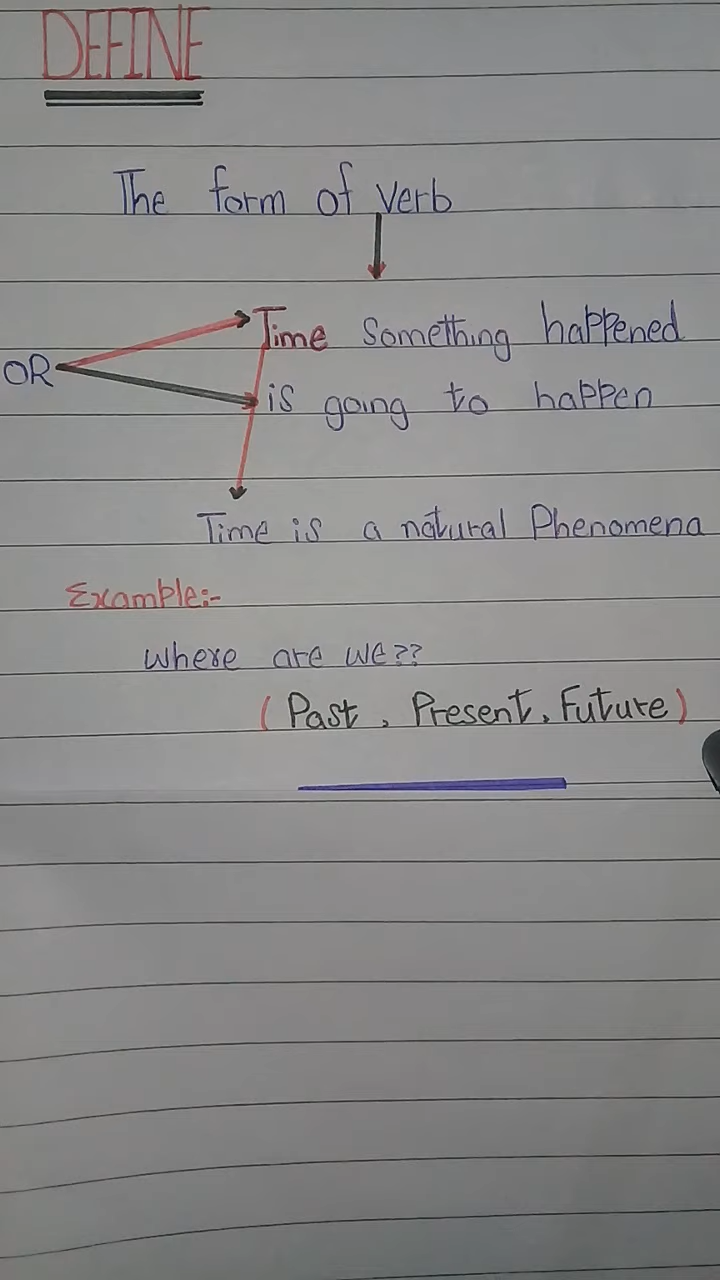 DEFINE
The form of verb
Time Something happened
OR
is going to happen
Time is a natural Phenomena
Example:-
where are we??
(Past, Present, Future)